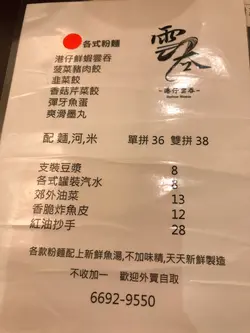 各式粉麵
港仔鮮蝦雲吞
菠菜豬肉餃
韭菜餃
香菇芹菜餃
彈牙魚蛋
爽滑墨丸
雲吞
~港仔雲吞~
配 麵,河,米 單拼 36 雙拼 38
支裝豆漿 8
各式罐裝汽水 8
郊外油菜 13
香脆炸魚皮 12
紅油抄手 28
各款粉麵配上新鮮魚湯,不加味精,天天新鮮製造
不收加一 歡迎外賣自取
6692-9550